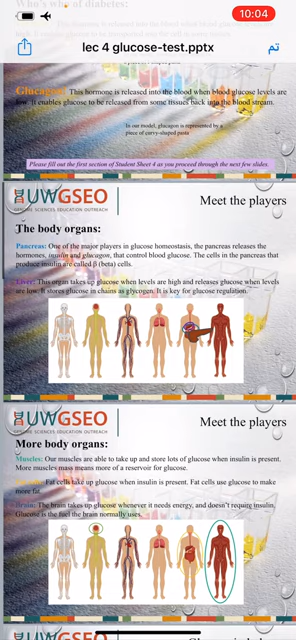 Who's who of diabetes:
10:04
lec 4 glucose-test.pptx
تم
Glucagon: This hormone is released into the blood when blood glucose levels are
low. It enables glucose to be released from some tissues back into the blood stream.
In our model, glucagon is represented by a
piece of curvy-shaped pasta
Please fill out the first section of Student Sheet 4 as you proceed through the next few slides.
UWGSEO
GENOME SCIENCES EDUCATION OUTREACH
Meet the players
The body organs:
Pancreas: One of the major players in glucose homeostasis, the pancreas releases the
hormones, insulin and glucagon, that control blood glucose. The cells in the pancreas that
produce insulin are called β (beta) cells.
Liver: This organ takes up glucose when levels are high and releases glucose when levels
are low. It stores glucose in chains as glycogen. It is key for glucose regulation.
UWGSEO
GENOME SCIENCES EDUCATION OUTREACH
Meet the players
More body organs:
Muscles: Our muscles are able to take up and store lots of glucose when insulin is present.
More muscles mass means more of a reservoir for glucose.
Fat cells take up glucose when insulin is present. Fat cells use glucose to make
more fat.
Brain: The brain takes up glucose whenever it needs energy, and doesn't require insulin.
Glucose is the fuel the brain normally uses.
UWGSEO